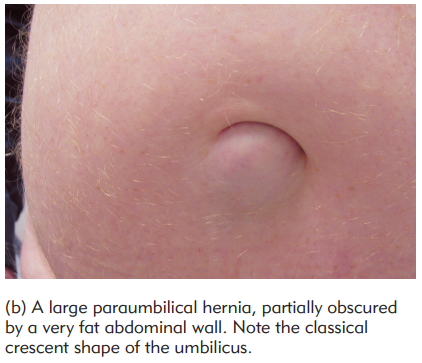 (b) A large paraumbilical hernia, partially obscured
by a very fat abdominal wall. Note the classical
crescent shape of the umbilicus.